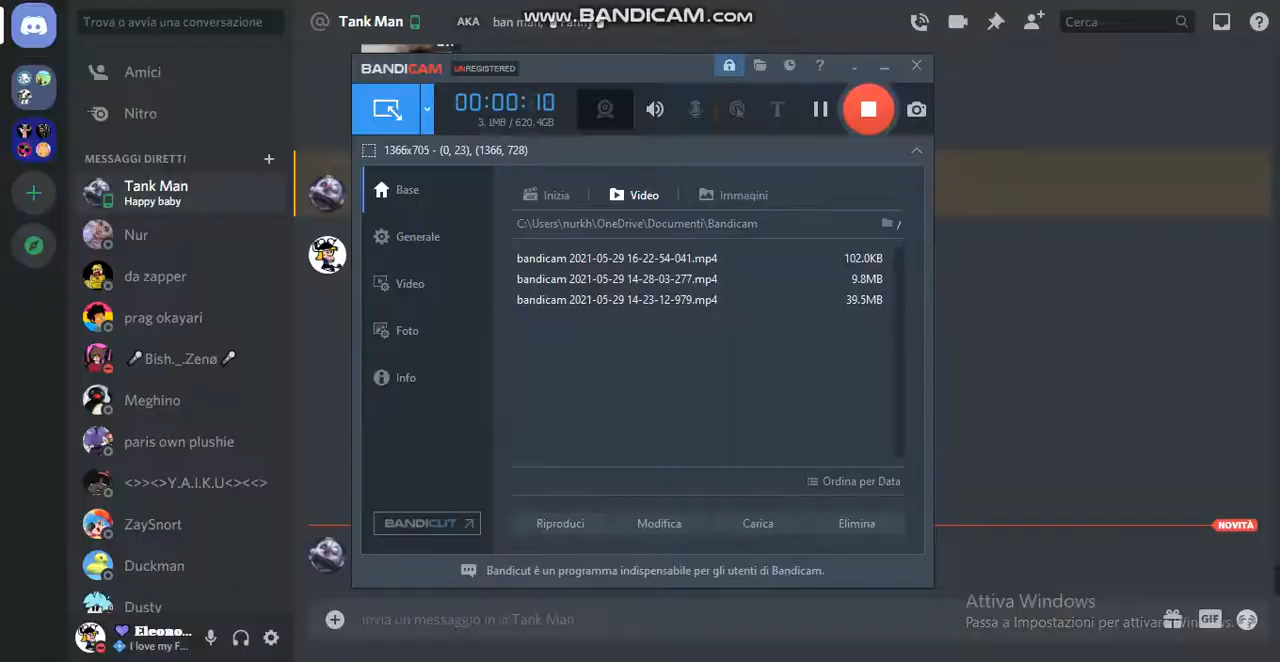 Trova o avvia una conversazione
@ Tank Man
AKA ban man,
www.BANDICAM.com
Cerca
BANDICAM UNREGISTERED
00:00:10
3.1MB / 620.4GB
1366x705 - (0, 23), (1366, 728)
Amici
Nitro
MESSAGGI DIRETTI
Tank Man
Happy baby
Nur
da zapper
prag okayari
🎤Bish._.Zenø🎤
Meghino
paris own plushie
<>><>Y.A.I.K.U<><<>
ZaySnort
Duckman
Dusty
💜 Eleono...
I love my F...
Base
Generale
Video
Foto
Info
BANDICUT
Inizia
Video
Immagini
C:\Users\nurkh\OneDrive\Documenti\Bandicam
bandicam 2021-05-29 16-22-54-041.mp4 102.0KB
bandicam 2021-05-29 14-28-03-277.mp4 9.8MB
bandicam 2021-05-29 14-23-12-979.mp4 39.5MB
Ordina per Data
Riproduci
Modifica
Carica
Elimina
Bandicut é un programma indispensabile per gli utenti di Bandicam.
NOVITÀ
Invia un messaggio in @ Tank Man
GIF
Attiva Windows
Passa a Impostazioni per attivare Windows.